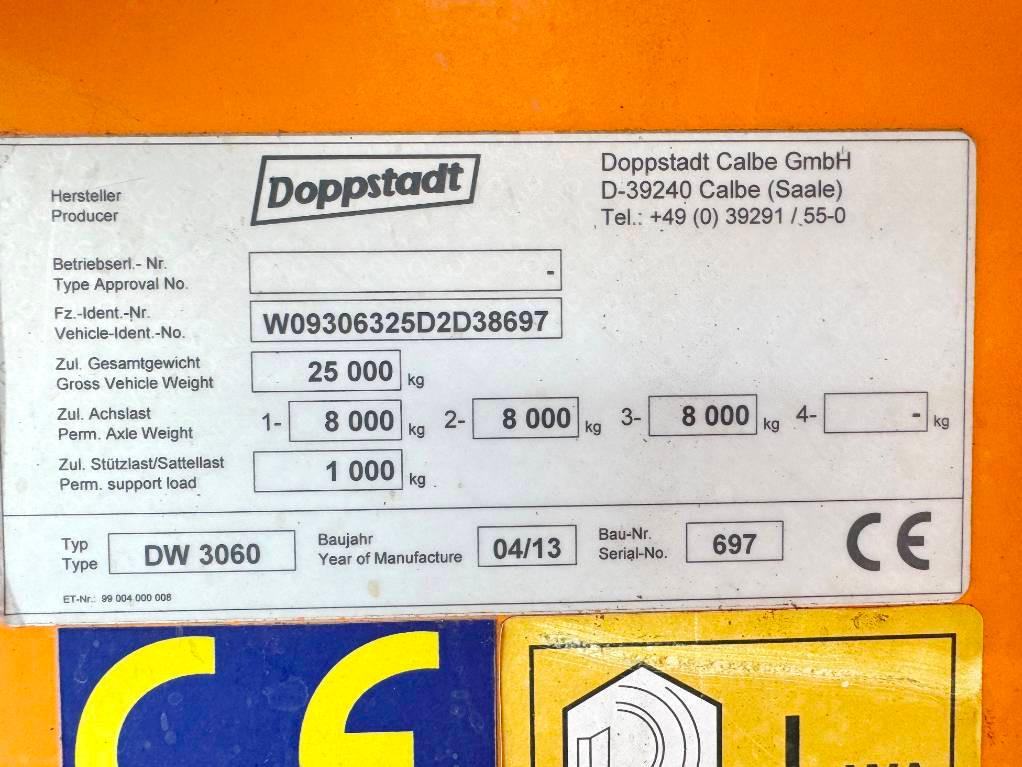 Hersteller
Producer
Doppstadt
Doppstadt Calbe GmbH
D-39240 Calbe (Saale)
Tel.: +49 (0) 39291 / 55-0
Betriebserl.- Nr.
Type Approval No.
-
Fz.-Ident.-Nr.
Vehicle-Ident.-No.
W09306325D2D38697
Zul. Gesamtgewicht
Gross Vehicle Weight
25 000 kg
Zul. Achslast
Perm. Axle Weight
1- 8 000 kg 2- 8 000 kg 3- 8 000 kg 4- - kg
Zul. Stützlast/Sattellast
Perm. support load
1 000 kg
Typ
Type
DW 3060
Baujahr
Year of Manufacture
04/13
Bau-Nr.
Serial-No.
697
CE
ET-Nr.: 99 004 000 008
CE